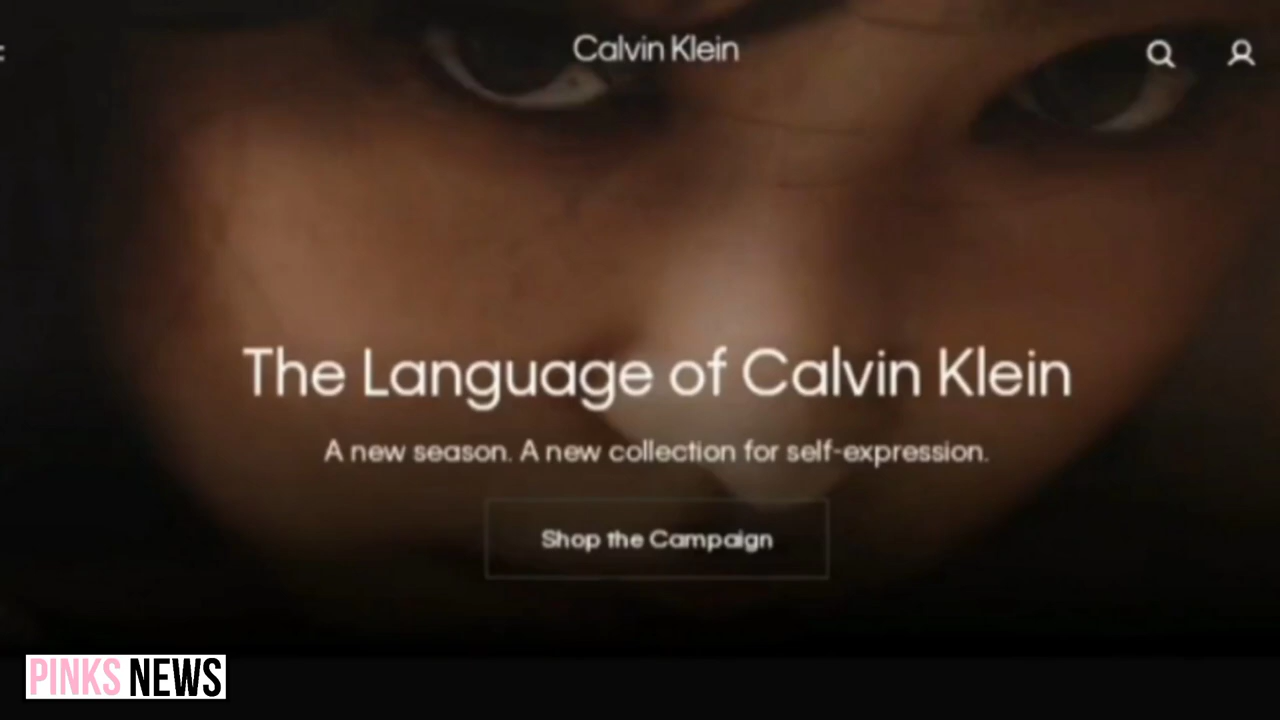 Calvin Klein
The Language of Calvin Klein
A new season. A new collection for self-expression.
Shop the Campaign
PINKS NEWS